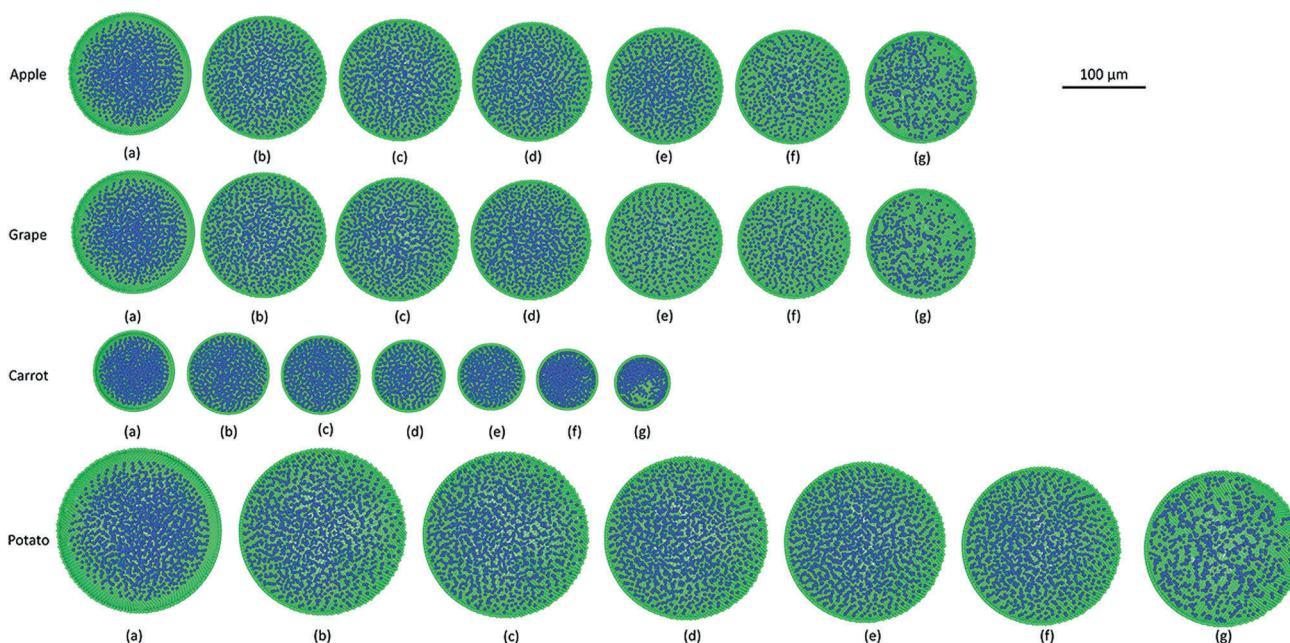 Apple
100 µm
(a) (b) (c) (d) (e) (f) (g)
Grape
(a) (b) (c) (d) (e) (f) (g)
Carrot
(a) (b) (c) (d) (e) (f) (g)
Potato
(a) (b) (c) (d) (e) (f) (g)